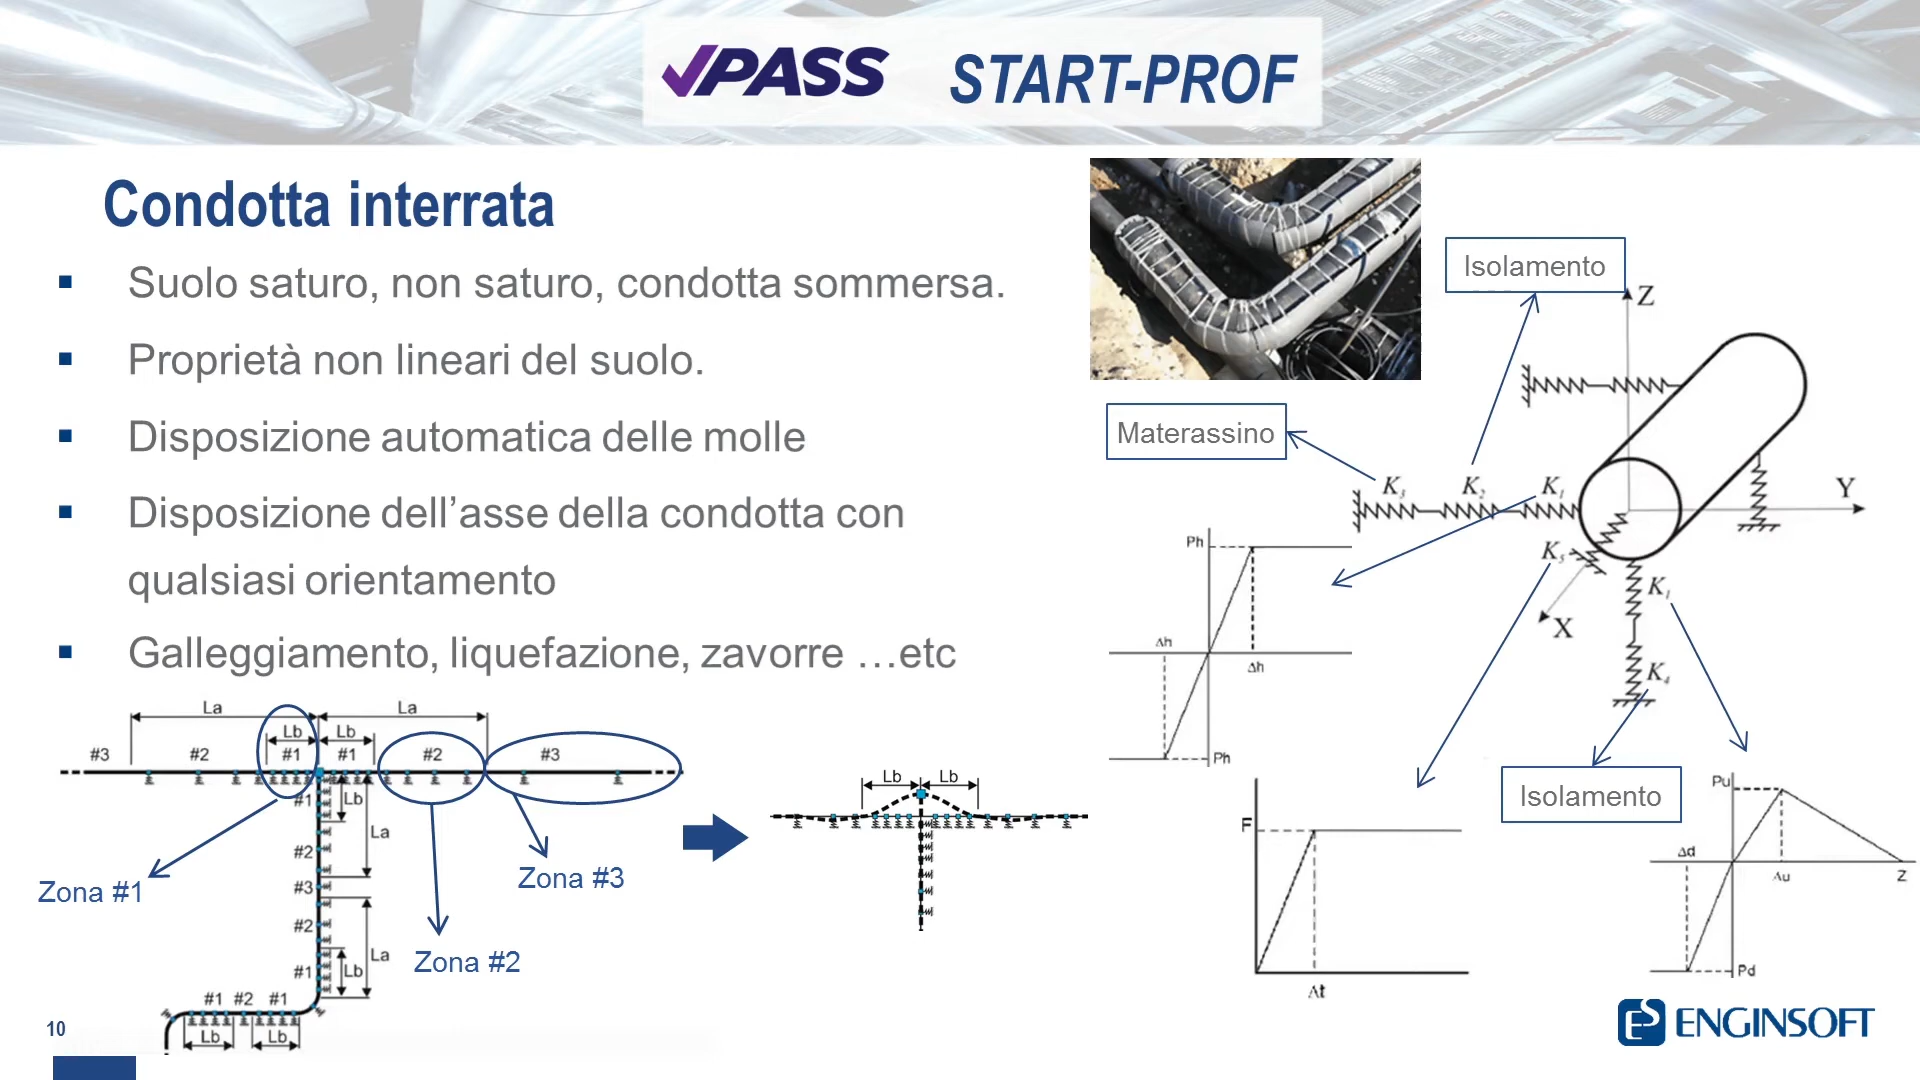 PASS START-PROF
Condotta interrata
Suolo saturo, non saturo, condotta sommersa.
Proprietà non lineari del suolo.
Disposizione automatica delle molle
Disposizione dell’asse della condotta con
qualsiasi orientamento
Galleggiamento, liquefazione, zavorre …etc
La La
Lb Lb
#3 #2 #1 #1 #2 #3
#1 Lb
La
#2
#3
#2
La
#1 Lb
#1 #2 #1
Lb Lb
Zona #1
Zona #2
Zona #3
Lb Lb
Isolamento
Materassino
Z
Y
X
K3 K2 K1
K5
K1
K4
Isolamento
Ph
Δh
Δh
Ph
F
Δt
Pu
Δd
Δu
Z
Pd
10
ENGINSOFT